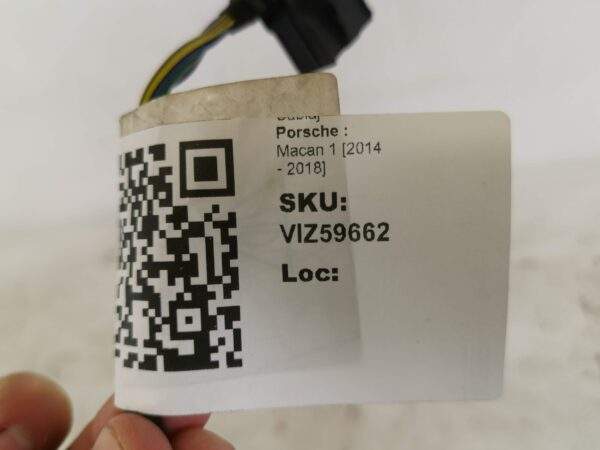 Porsche :
Macan 1 [2014
- 2018]
SKU:
VIZ59662
Loc: